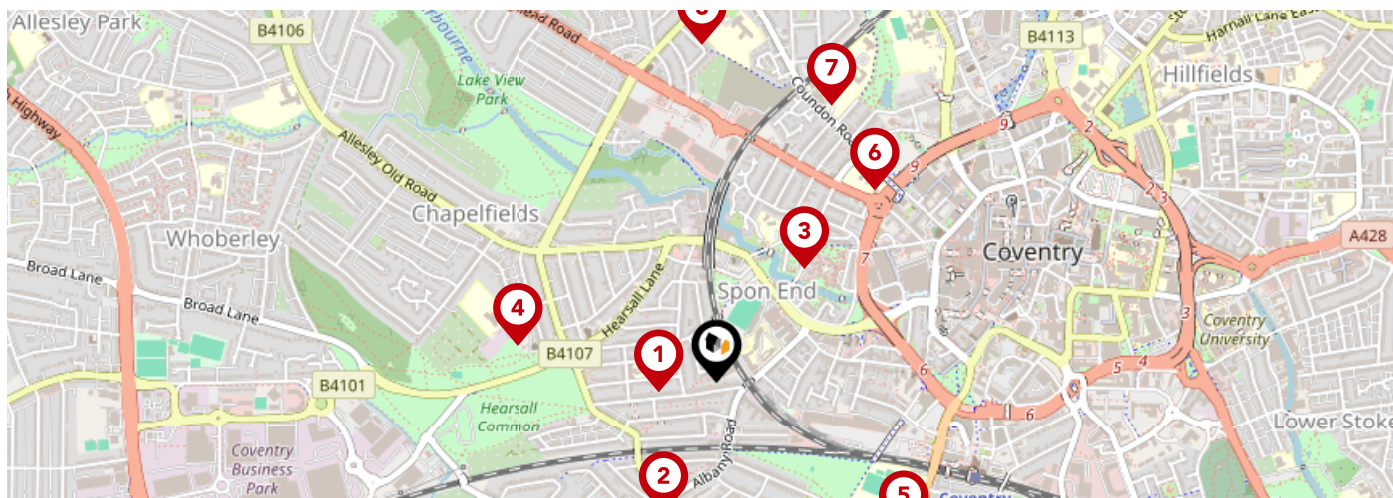 Allesley Park
B4106
B4113
Harnall Lane East
Hillfields
7
Lake View
Park
Coundon Road
Highway
Allesley Old Road
6
9
9
2
2
3
Chapelfields
Whoberley
3
Coventry
A428
Broad Lane
Broad Lane
7
Hearsall Lane
Spon End
4
3
Coventry
University
1
B4107
B4101
6
5
4
Hearsall
Common
6
Lower Stoke
Coventry
Business
Park
2
Albany Road
5
Coventry